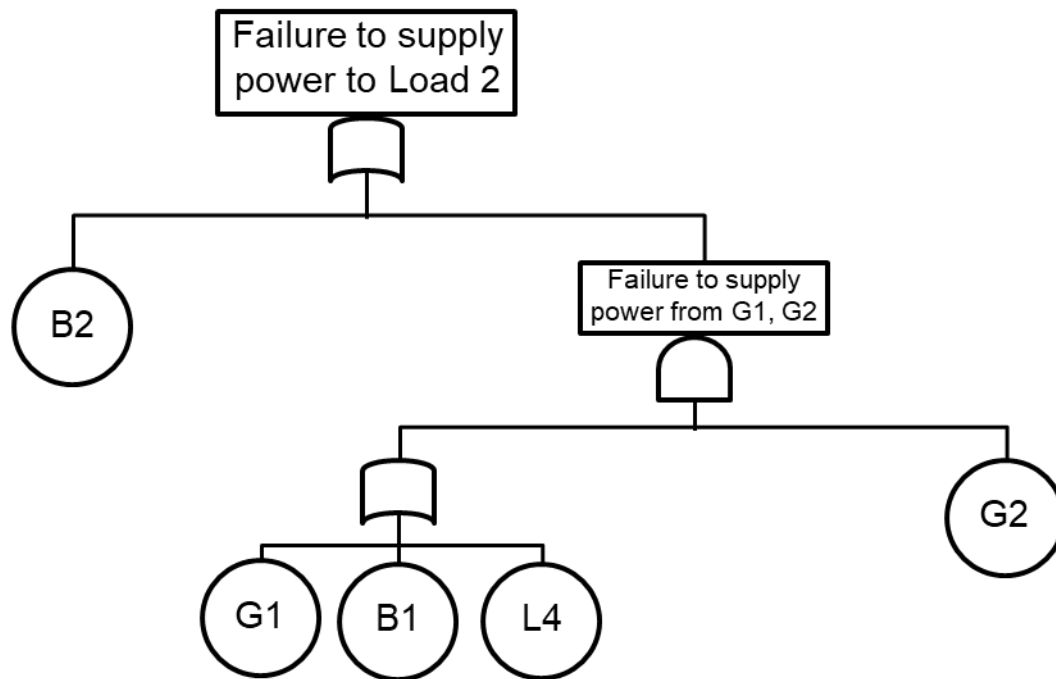 Failure to supply
power to Load 2
B2
Failure to supply
power from G1, G2
G2
G1
B1
L4